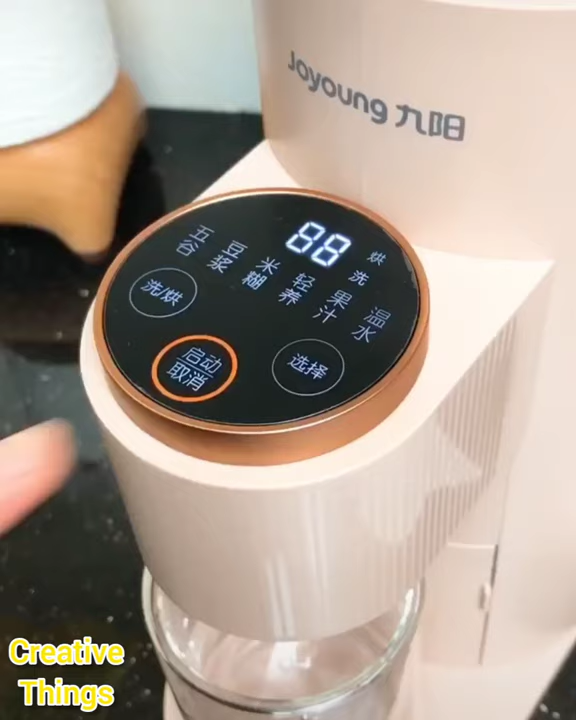 Joyoung 九阳
88
烘
洗
五谷
豆浆
米糊
轻养
果汁
温水
洗烘
启动
取消
选择
Creative
Things